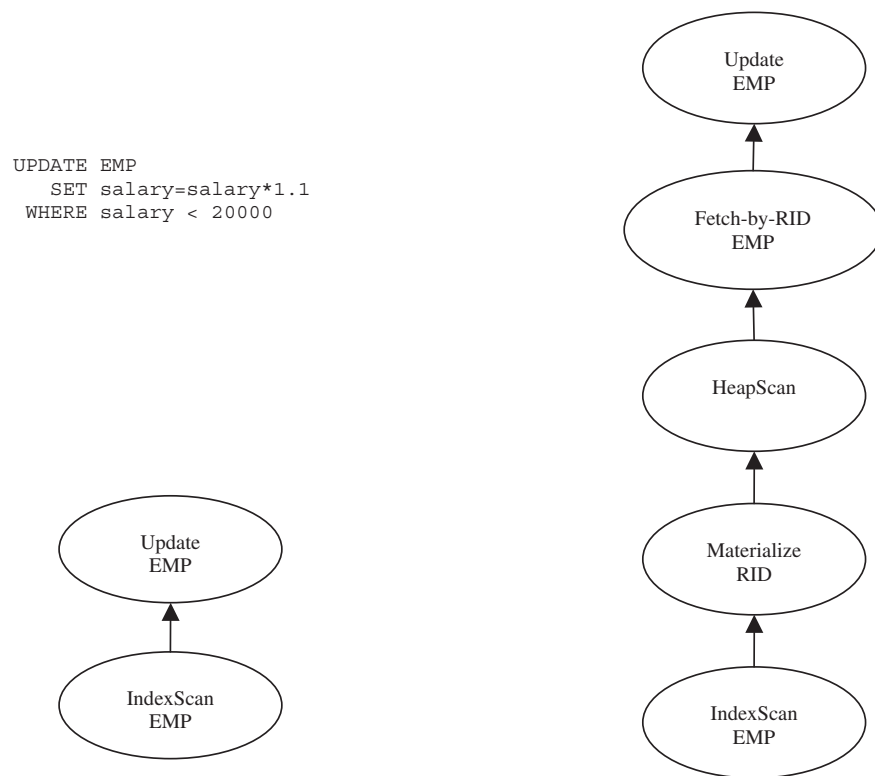 UPDATE EMP
SET salary=salary*1.1
WHERE salary < 20000
Update
EMP
IndexScan
EMP
Update
EMP
Fetch-by-RID
EMP
HeapScan
Materialize
RID
IndexScan
EMP